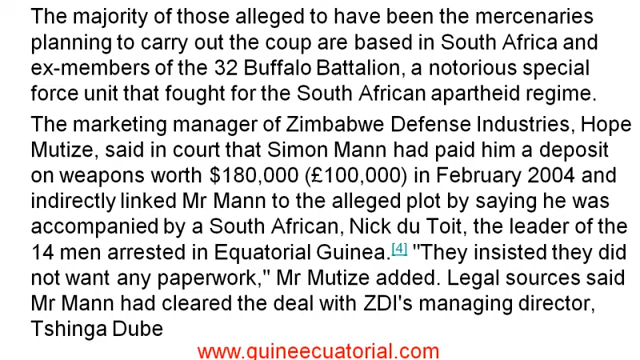 The majority of those alleged to have been the mercenaries
planning to carry out the coup are based in South Africa and
ex-members of the 32 Buffalo Battalion, a notorious special
force unit that fought for the South African apartheid regime.
The marketing manager of Zimbabwe Defense Industries, Hope
Mutize, said in court that Simon Mann had paid him a deposit
on weapons worth $180,000 (£100,000) in February 2004 and
indirectly linked Mr Mann to the alleged plot by saying he was
accompanied by a South African, Nick du Toit, the leader of the
14 men arrested in Equatorial Guinea.[4] "They insisted they did
not want any paperwork," Mr Mutize added. Legal sources said
Mr Mann had cleared the deal with ZDI's managing director,
Tshinga Dube
www.guineecuatorial.com